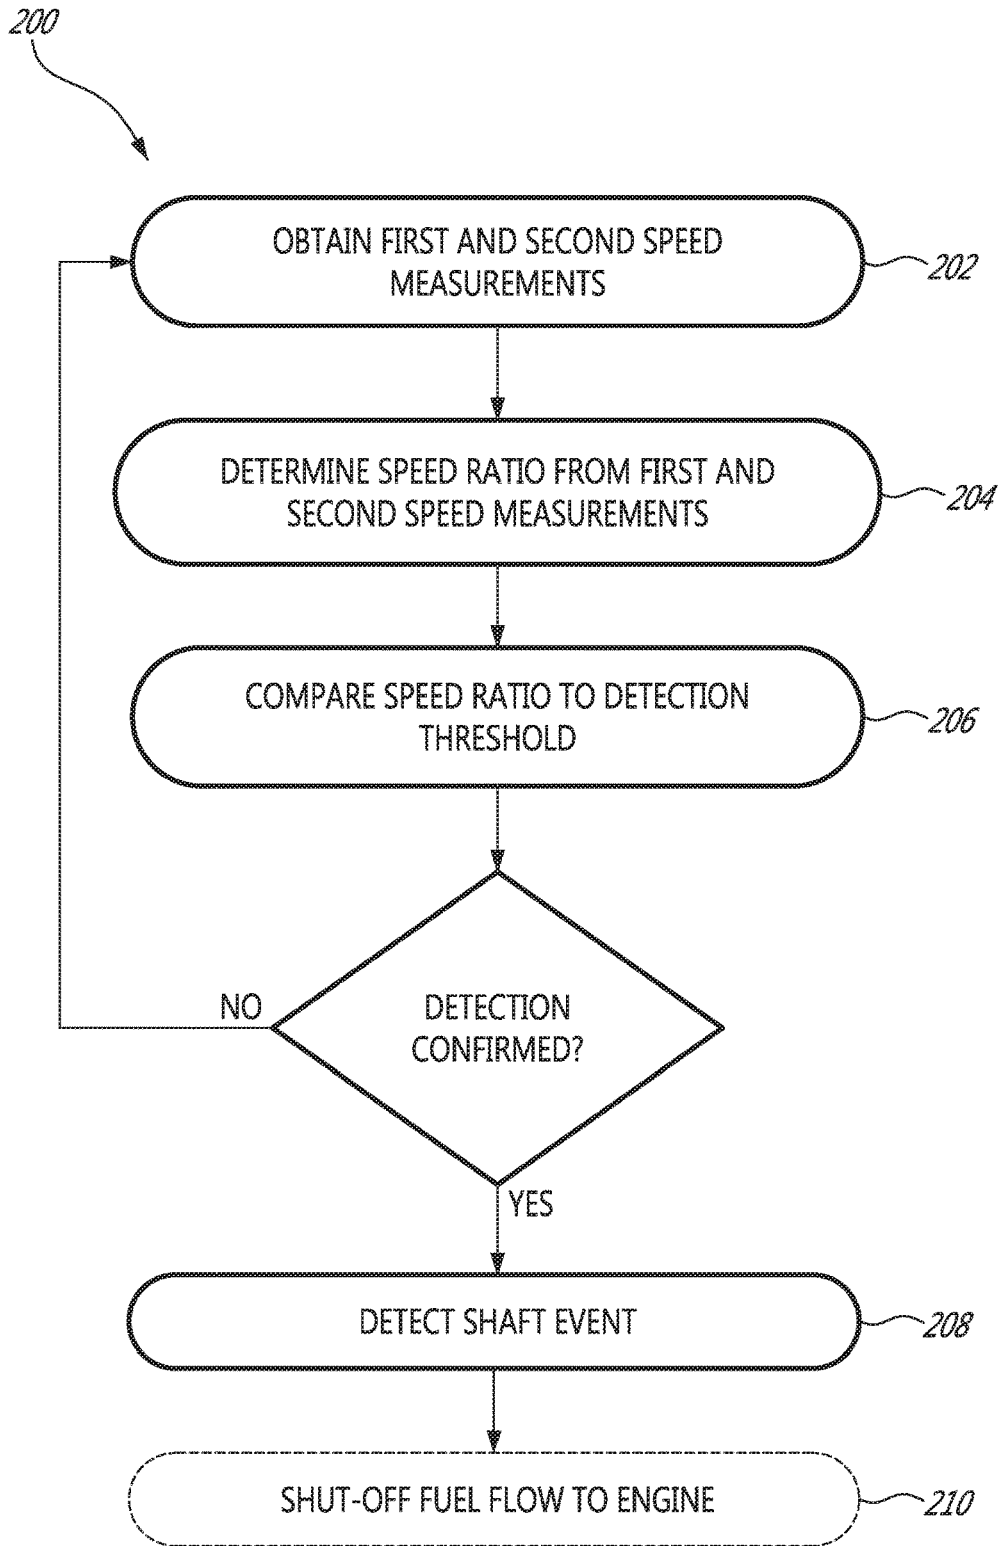 200
OBTAIN FIRST AND SECOND SPEED
MEASUREMENTS
202
DETERMINE SPEED RATIO FROM FIRST AND
SECOND SPEED MEASUREMENTS
204
COMPARE SPEED RATIO TO DETECTION
THRESHOLD
206
NO
DETECTION
CONFIRMED?
YES
DETECT SHAFT EVENT
208
SHUT-OFF FUEL FLOW TO ENGINE
210